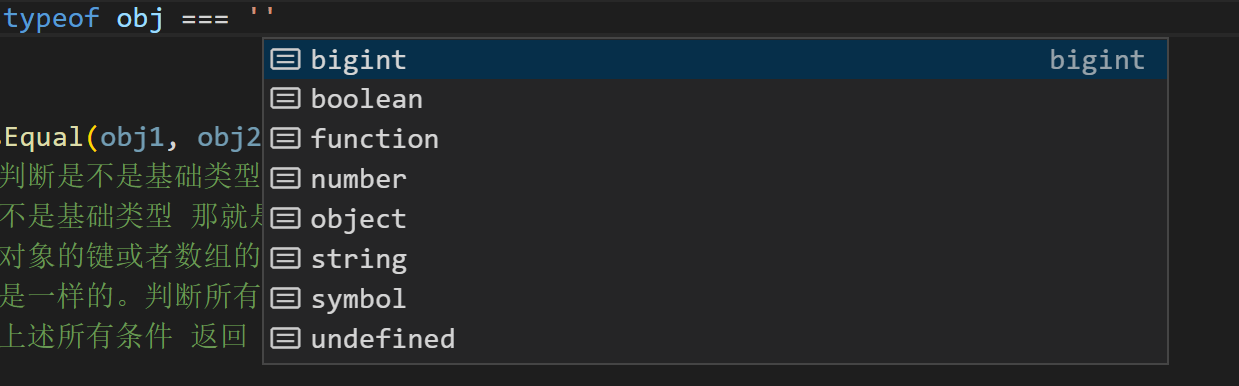 typeof obj === ''
bigint bigint
boolean
Equal(obj1, obj2
function
判断是不是基础类型
number
不是基础类型 那就
object
对象的键或者数组的
string
是一样的。判断所有
symbol
上述所有条件 返回
undefined